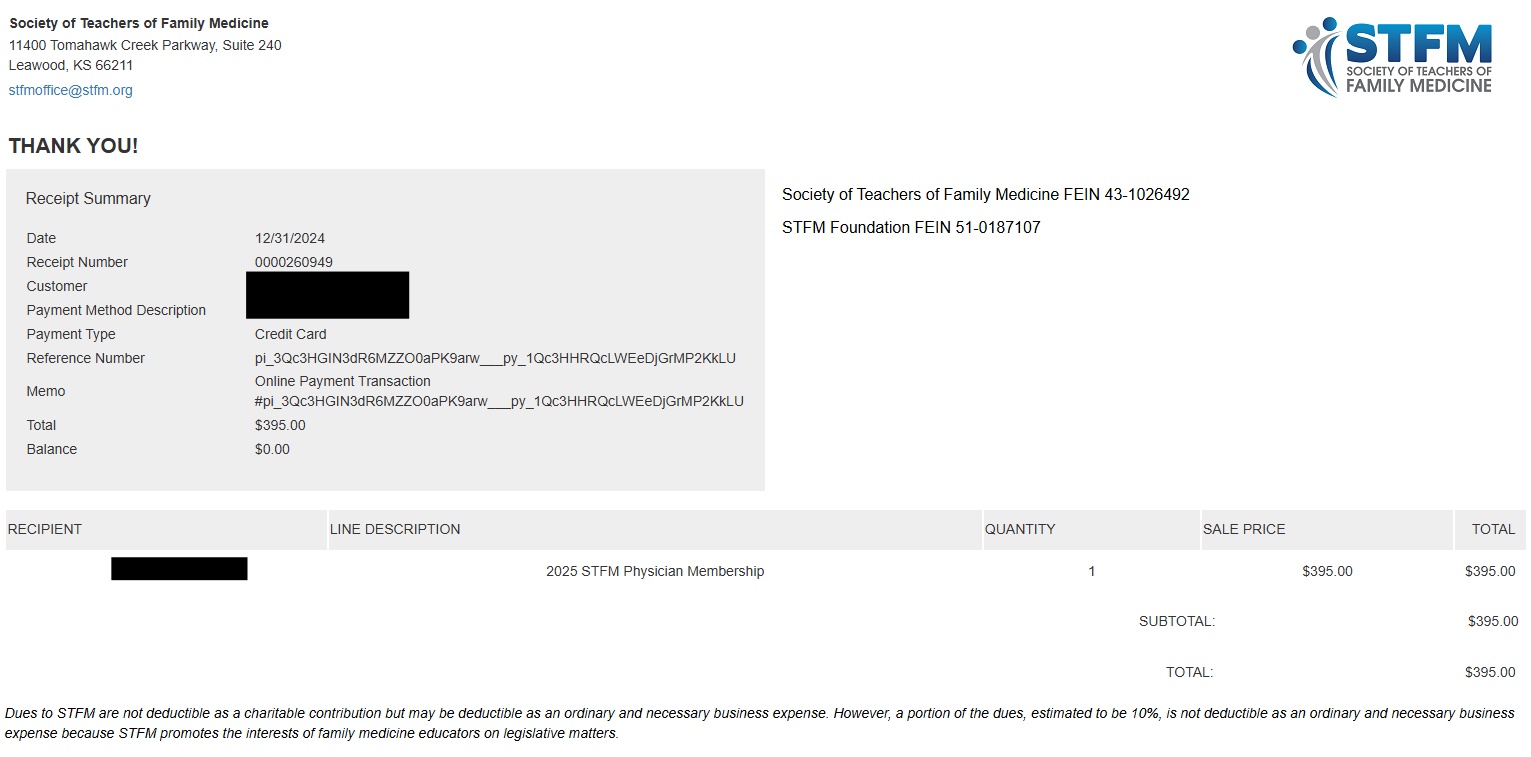 Society of Teachers of Family Medicine
11400 Tomahawk Creek Parkway, Suite 240
Leawood, KS 66211
stfmoffice@stfm.org
STFM
SOCIETY OF TEACHERS OF
FAMILY MEDICINE
THANK YOU!
Receipt Summary
Date 12/31/2024
Receipt Number 0000260949
Customer
Payment Method Description
Payment Type Credit Card
Reference Number pi_3Qc3HGIN3dR6MZZO0aPK9arw___py_1Qc3HHRQcLWEeDjGrMP2KkLU
Memo Online Payment Transaction
#pi_3Qc3HGIN3dR6MZZO0aPK9arw___py_1Qc3HHRQcLWEeDjGrMP2KkLU
Total $395.00
Balance $0.00
Society of Teachers of Family Medicine FEIN 43-1026492
STFM Foundation FEIN 51-0187107
RECIPIENT LINE DESCRIPTION QUANTITY SALE PRICE TOTAL
2025 STFM Physician Membership 1 $395.00 $395.00
SUBTOTAL: $395.00
TOTAL: $395.00
Dues to STFM are not deductible as a charitable contribution but may be deductible as an ordinary and necessary business expense. However, a portion of the dues, estimated to be 10%, is not deductible as an ordinary and necessary business
expense because STFM promotes the interests of family medicine educators on legislative matters.